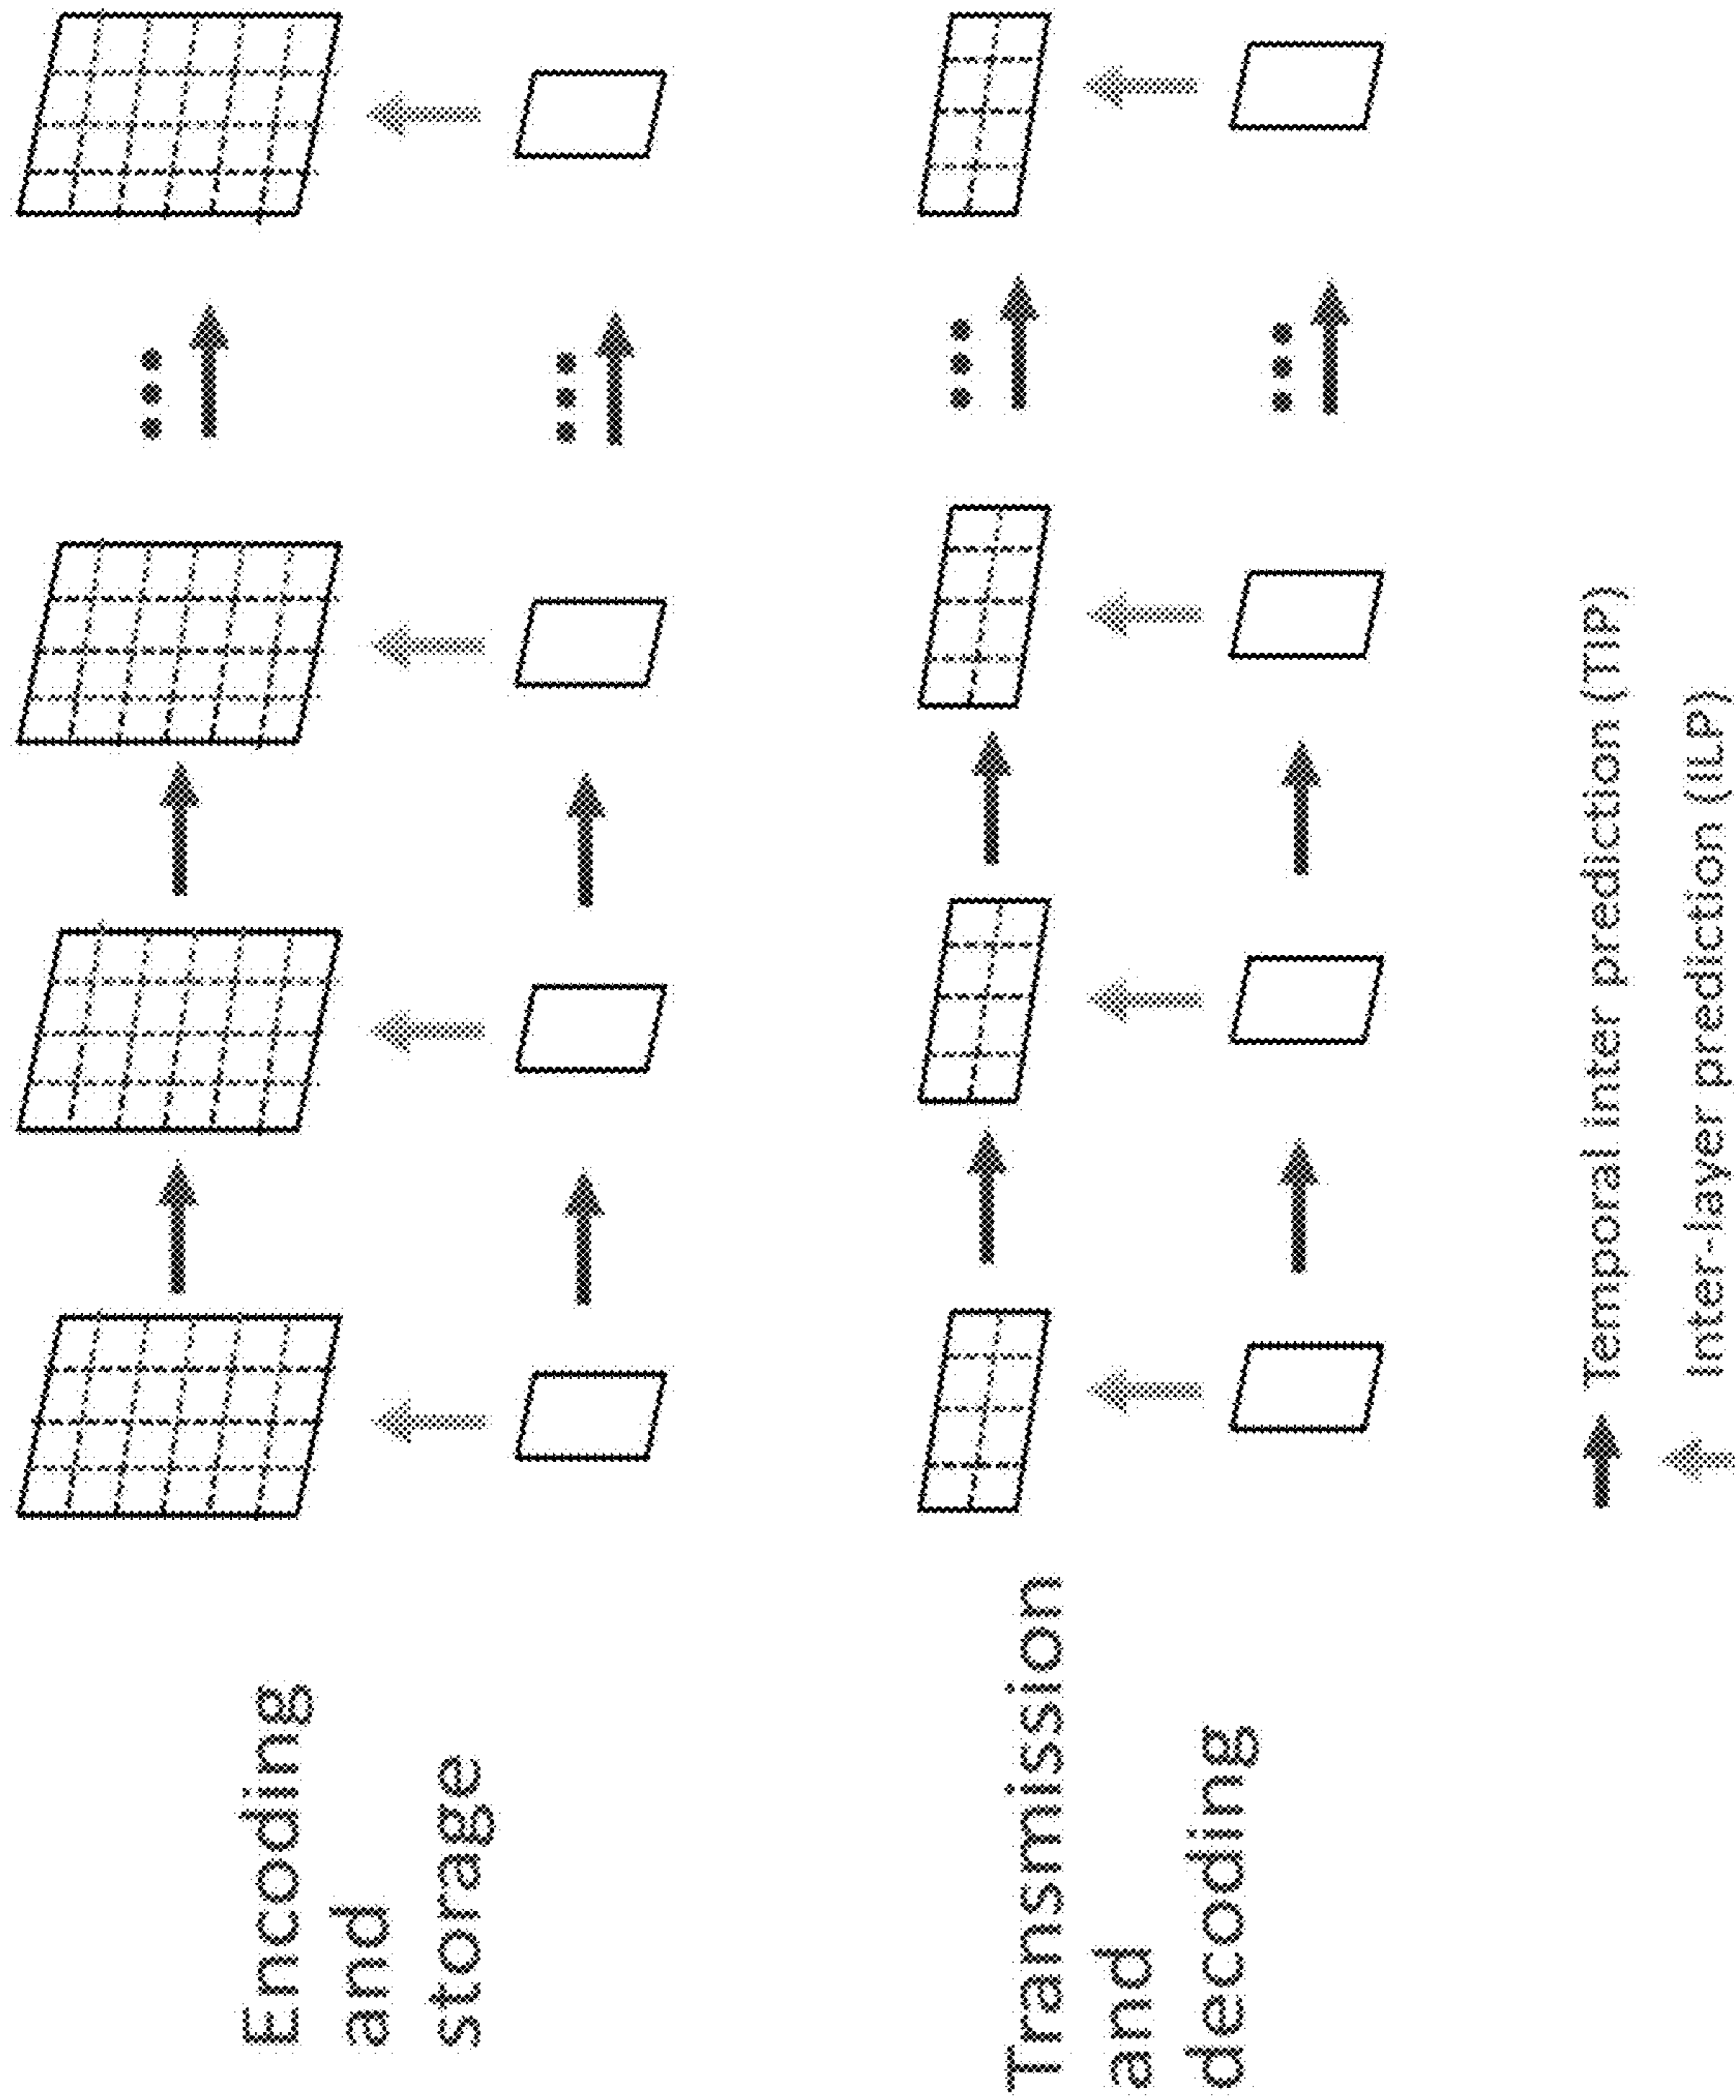 Encoding
and
storage
Transmission
and
decoding
Temporal inter prediction (TIP)
Inter-layer prediction (ILP)